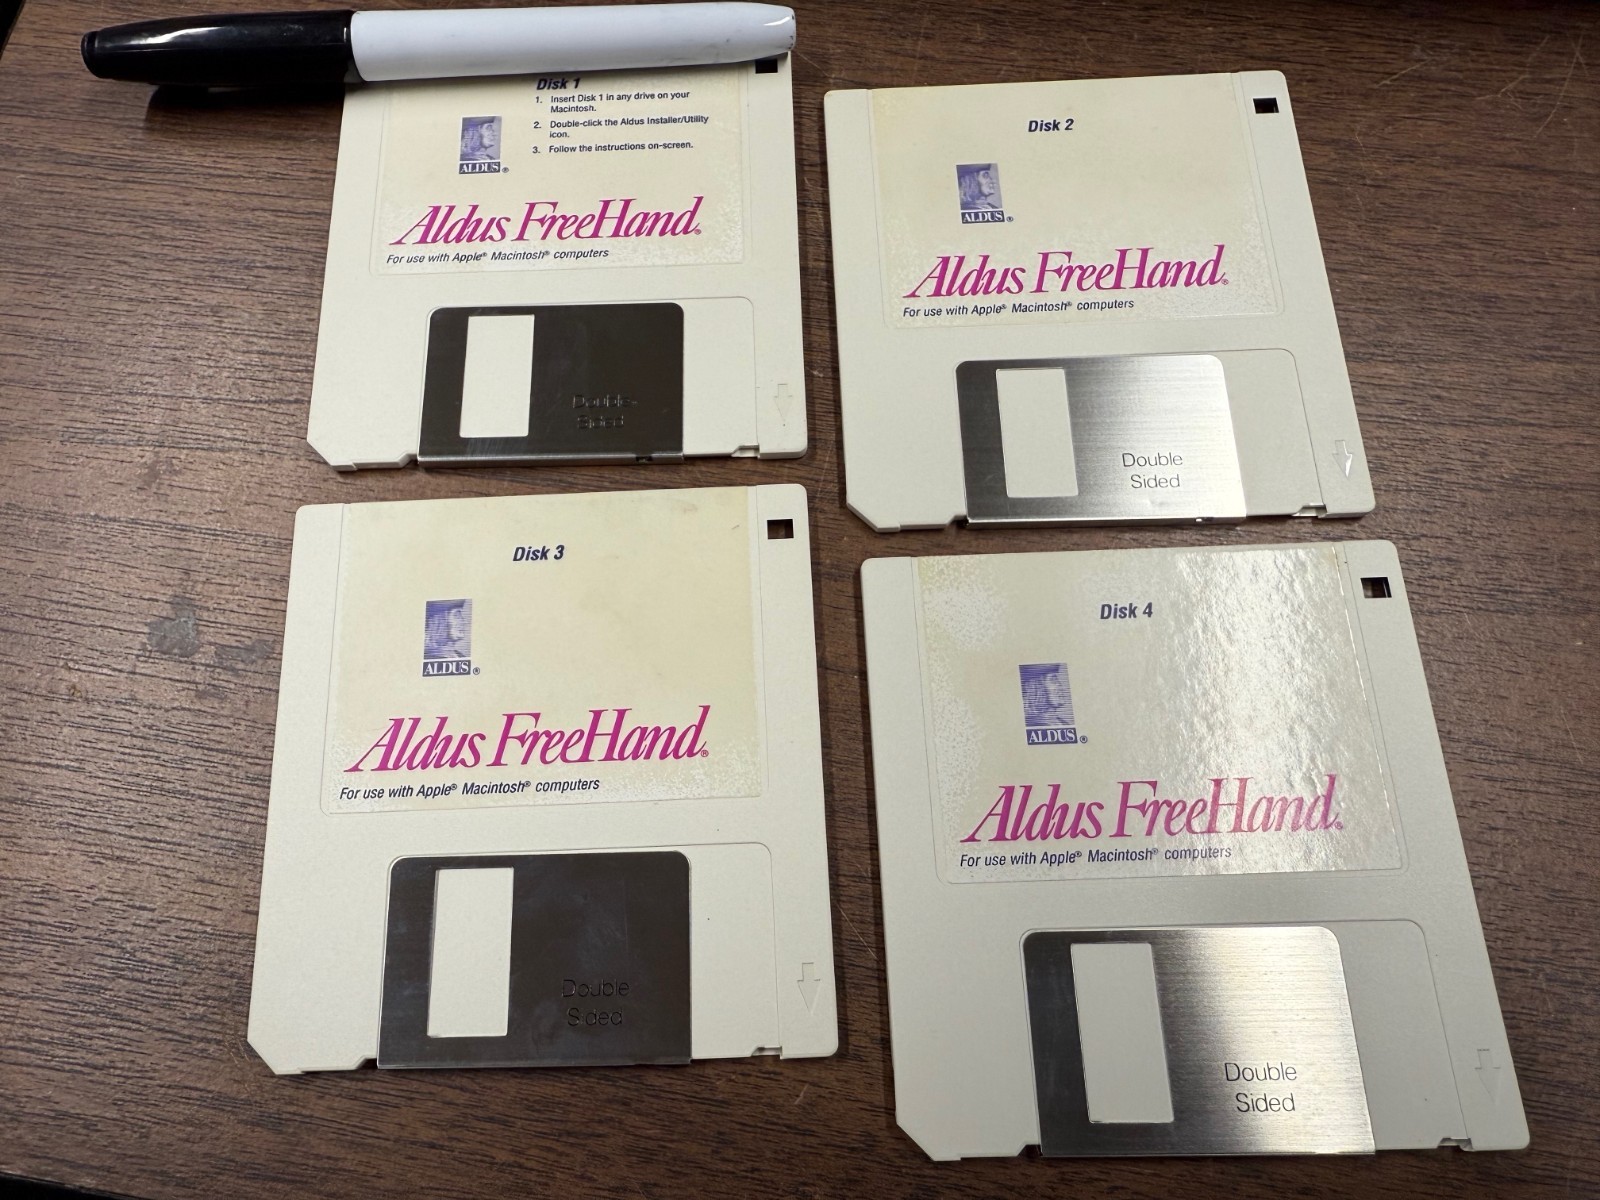 Disk 1
1. Insert Disk 1 in any drive on your
Macintosh.
2. Double-click the Aldus Installer/Utility
icon.
3. Follow the instructions on-screen.
ALDUS®
Aldus FreeHand®
For use with Apple® Macintosh® computers
Double-
Sided
Disk 2
ALDUS®
Aldus FreeHand®
For use with Apple® Macintosh® computers
Double
Sided
Disk 3
ALDUS®
Aldus FreeHand®
For use with Apple® Macintosh® computers
Double
Sided
Disk 4
ALDUS®
Aldus FreeHand®
For use with Apple® Macintosh® computers
Double
Sided